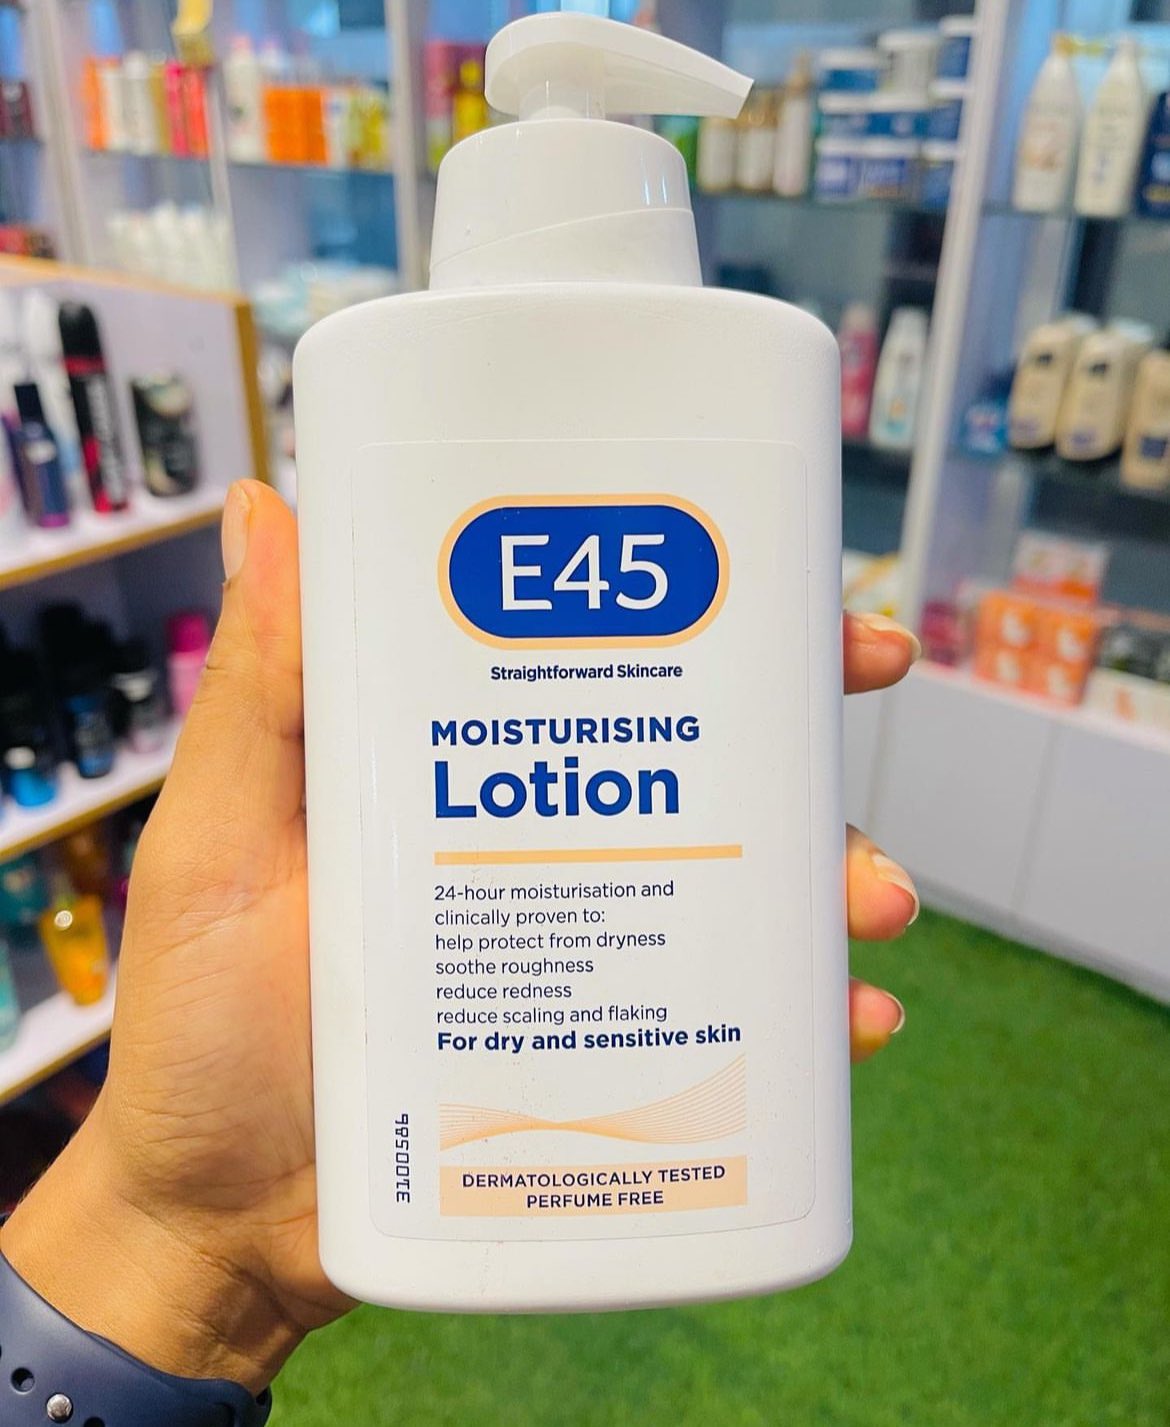 E45
Straightforward Skincare
MOISTURISING
Lotion
24-hour moisturisation and
clinically proven to:
help protect from dryness
soothe roughness
reduce redness
reduce scaling and flaking
For dry and sensitive skin
DERMATOLOGICALLY TESTED
PERFUME FREE